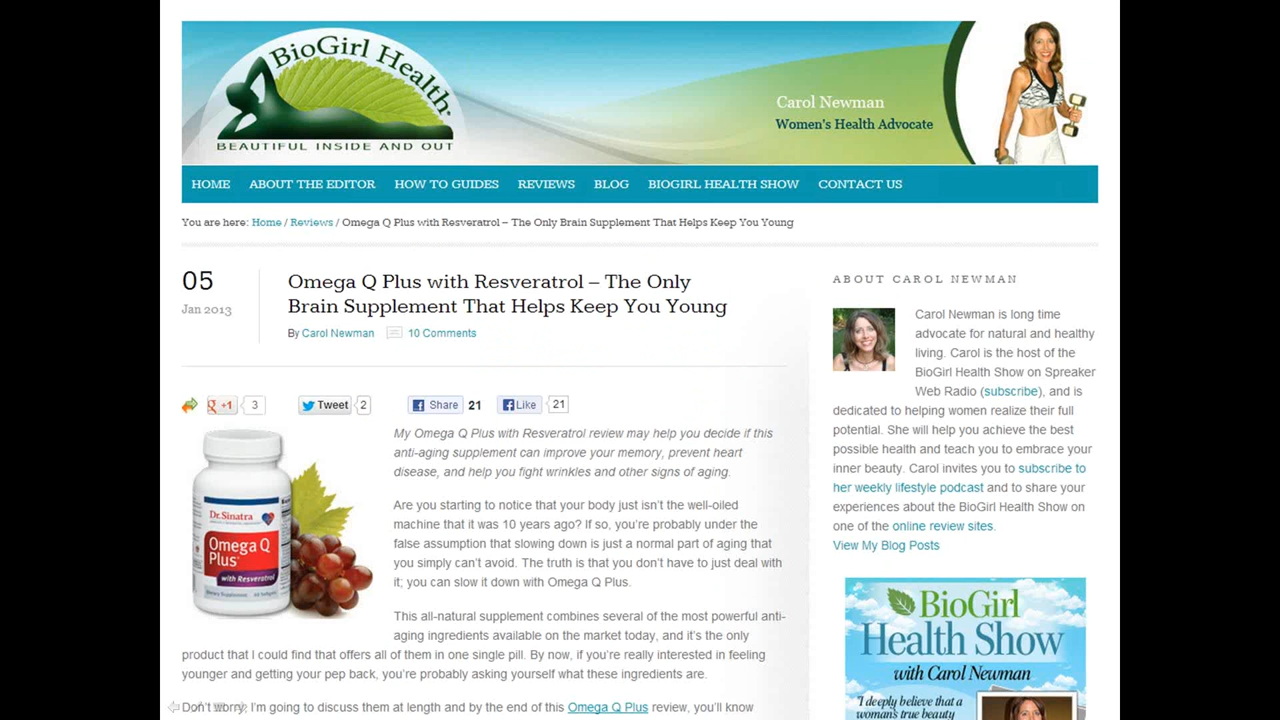 BioGirl Health
BEAUTIFUL INSIDE AND OUT
Carol Newman
Women's Health Advocate
HOME ABOUT THE EDITOR HOW TO GUIDES REVIEWS BLOG BIOGIRL HEALTH SHOW CONTACT US
You are here: Home / Reviews / Omega Q Plus with Resveratrol – The Only Brain Supplement That Helps Keep You Young
05
Jan 2013
Omega Q Plus with Resveratrol – The Only
Brain Supplement That Helps Keep You Young
By Carol Newman 10 Comments
+1 3 Tweet 2 Share 21 Like 21
Dr.Sinatra
Omega Q
Plus
with Resveratrol
My Omega Q Plus with Resveratrol review may help you decide if this
anti-aging supplement can improve your memory, prevent heart
disease, and help you fight wrinkles and other signs of aging.
Are you starting to notice that your body just isn't the well-oiled
machine that it was 10 years ago? If so, you're probably under the
false assumption that slowing down is just a normal part of aging that
you simply can't avoid. The truth is that you don't have to just deal with
it; you can slow it down with Omega Q Plus.
This all-natural supplement combines several of the most powerful anti-
aging ingredients available on the market today, and it's the only
product that I could find that offers all of them in one single pill. By now, if you're really interested in feeling
younger and getting your pep back, you're probably asking yourself what these ingredients are.
Don't worry. I'm going to discuss them at length and by the end of this Omega Q Plus review, you'll know
ABOUT CAROL NEWMAN
Carol Newman is long time
advocate for natural and healthy
living. Carol is the host of the
BioGirl Health Show on Spreaker
Web Radio (subscribe), and is
dedicated to helping women realize their full
potential. She will help you achieve the best
possible health and teach you to embrace your
inner beauty. Carol invites you to subscribe to
her weekly lifestyle podcast and to share your
experiences about the BioGirl Health Show on
one of the online review sites.
View My Blog Posts
BioGirl
Health Show
with Carol Newman
"I deeply believe that a
woman's true beauty